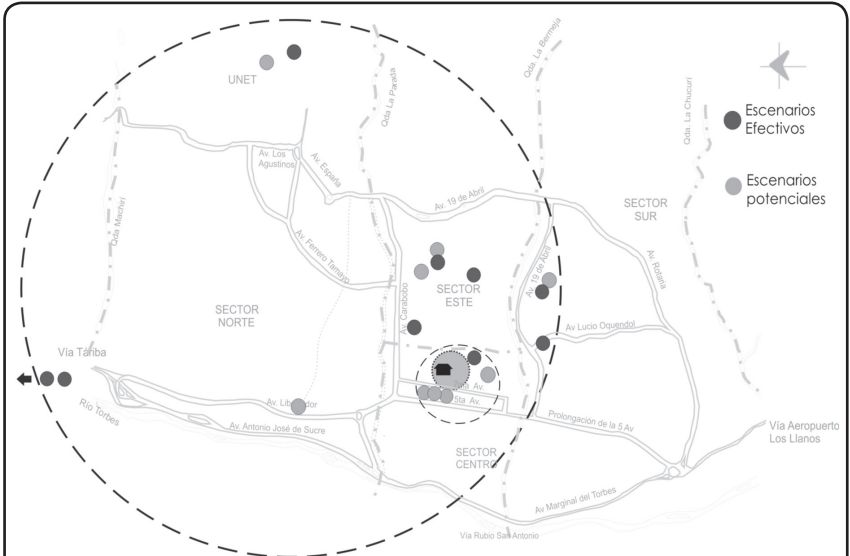 UNET
Qda La Parada
Qda. La Bermeja
Qda. La Chucurí
Escenarios
Efectivos
Escenarios
potenciales
Av. Los
Agustinos
Av. España
Av. 19 de Abril
SECTOR
SUR
Qda Machiri
Av. Ferrero Tamayo
Av. Rotaria
SECTOR
NORTE
Av. Carabobo
SECTOR
ESTE
Av. 19 de Abril
Av Lucio Oquendol
Vía Táriba
Av.
5ta Av.
Río Torbes
Av. Antonio José de Sucre
Prolongación de la 5 Av
Vía Aeropuerto
Los Llanos
SECTOR
CENTRO
Av Marginal del Torbes
Vía Rubio San Antonio